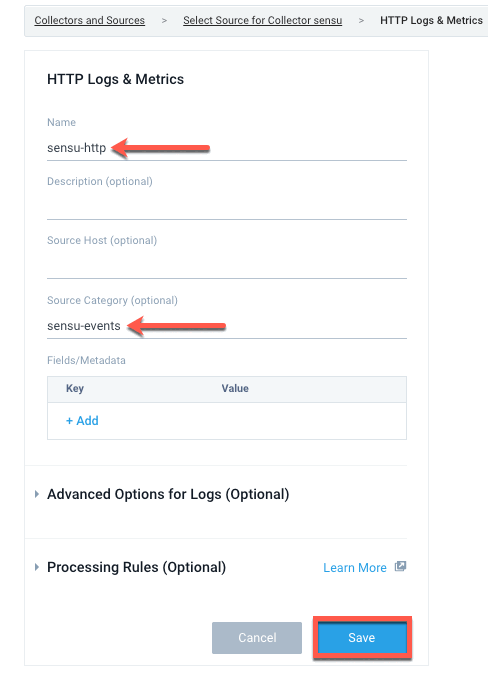 Collectors and Sources > Select Source for Collector sensu > HTTP Logs & Metrics
HTTP Logs & Metrics
Name
sensu-http
Description (optional)
Source Host (optional)
Source Category (optional)
sensu-events
Fields/Metadata
Key Value
+ Add
Advanced Options for Logs (Optional)
Processing Rules (Optional) Learn More
Cancel Save